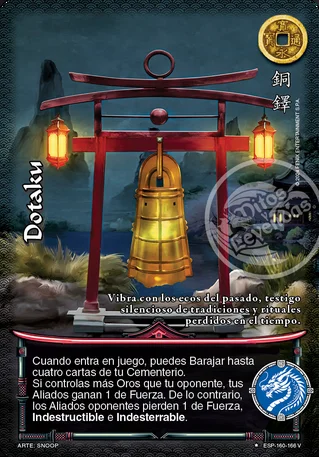 銅鐸
Dotaku
Mitos y Leyendas
Vibra con los ecos del pasado, testigo
silencioso de tradiciones y rituales
perdidos en el tiempo.
Cuando entra en juego, puedes Barajar hasta
cuatro cartas de tu Cementerio.
Si controlas más Oros que tu oponente, tus
Aliados ganan 1 de Fuerza. De lo contrario,
los Aliados oponentes pierden 1 de Fuerza,
Indestructible e Indesterrable.
ARTE: SNOOP
ESP-160-166 V